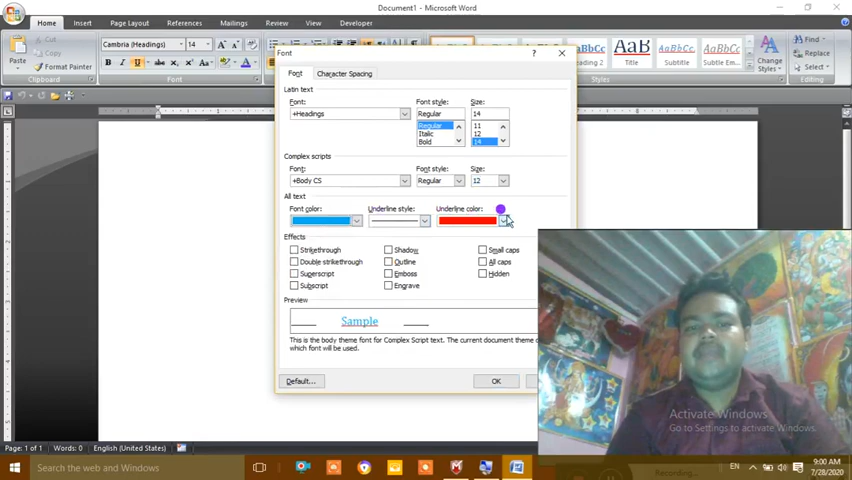 Document1 - Microsoft Word
Home Insert Page Layout References Mailings Review View Developer
Cut
Copy
Format Painter
Paste
Clipboard
Cambria (Headings) 14
B I U
Font
AaB
Title Subtitle Subtle Em...
Change Styles
Styles
Find
Replace
Select
Editing
Font
Font Character Spacing
Latin text
Font: Font style: Size:
+Headings Regular 14
Regular 11
Italic 12
Bold 14
Complex scripts
Font: Font style: Size:
+Body CS Regular 12
All text
Font color: Underline style: Underline color:
Effects
Strikethrough Shadow Small caps
Double strikethrough Outline All caps
Superscript Emboss Hidden
Subscript Engrave
Preview
Sample
This is the body theme font for Complex Script text. The current document theme
which font will be used.
Default... OK
Activate Windows
Go to Settings to activate Windows.
Page: 1 of 1 Words: 0 English (United States)
Search the web and Windows
Recording...
EN
9:00 AM
7/28/2020